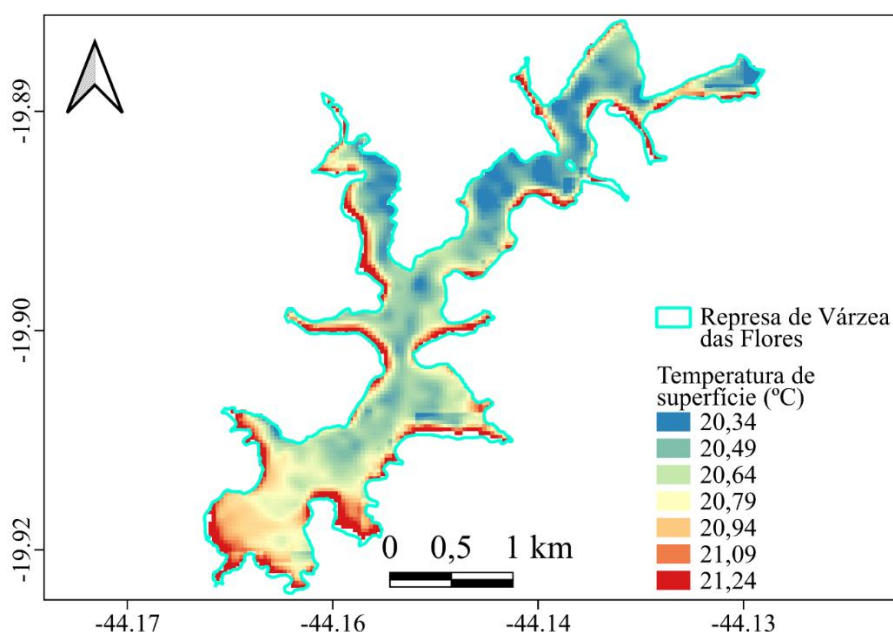 -19.89
-19.90
-19.92
Represa de Várzea
das Flores
Temperatura de
superfície (ºC)
20,34
20,49
20,64
20,79
20,94
21,09
21,24
0 0,5 1 km
-44.17 -44.16 -44.14 -44.13